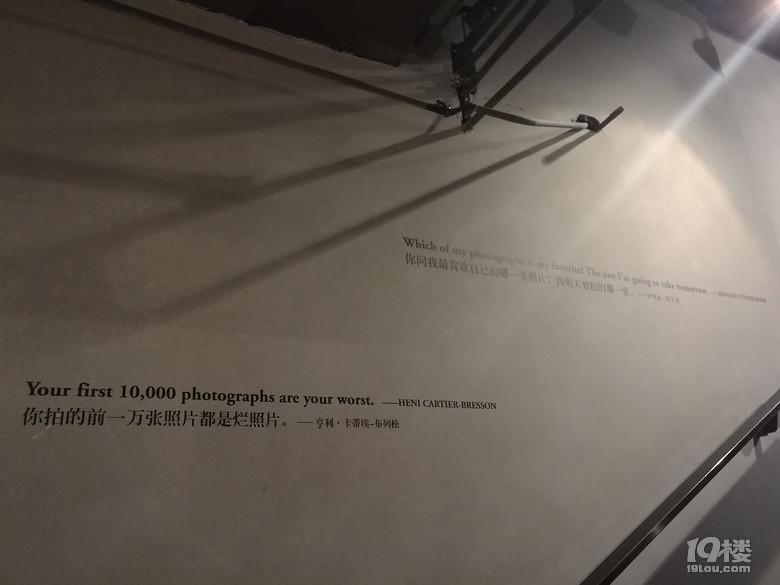 Which of my photographs is my favorite? The one I'm going to take tomorrow. ——IMOGEN CUNNINGHAM
你问我最喜欢自己的哪一张照片？我明天要拍的那一张。
Your first 10,000 photographs are your worst. ——HENI CARTIER-BRESSON
你拍的前一万张照片都是烂照片。——亨利·卡蒂埃-布列松
19楼
19lou.com